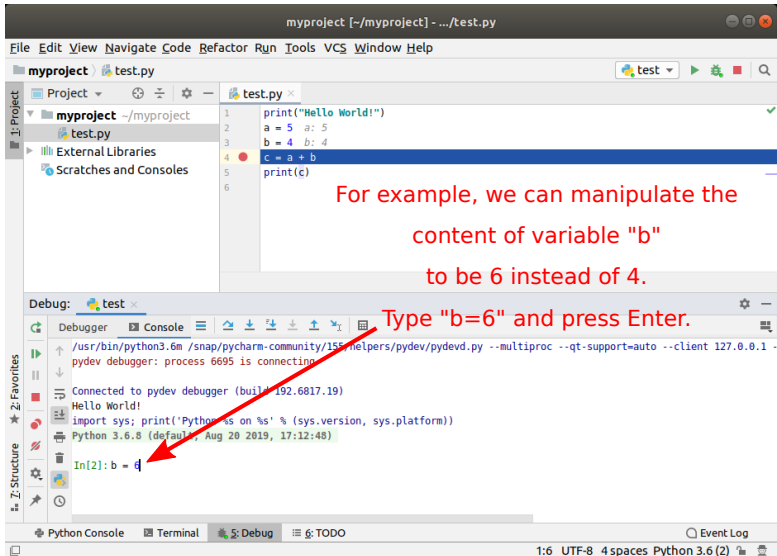 myproject [~/myproject] - .../test.py
File Edit View Navigate Code Refactor Run Tools VCS Window Help
myproject test.py
test
1: Project
Project
test.py
myproject ~/myproject
test.py
External Libraries
Scratches and Consoles
1 print("Hello World!")
2 a = 5 a: 5
3 b = 4 b: 4
4 c = a + b
5 print(c)
6
For example, we can manipulate the
content of variable "b"
to be 6 instead of 4.
Type "b=6" and press Enter.
Debug: test
Debugger Console
/usr/bin/python3.6m /snap/pycharm-community/155/helpers/pydev/pydevd.py --multiproc --qt-support=auto --client 127.0.0.1 -
pydev debugger: process 6695 is connecting
Connected to pydev debugger (build 192.6817.19)
Hello World!
import sys; print('Python %s on %s' % (sys.version, sys.platform))
Python 3.6.8 (default, Aug 20 2019, 17:12:48)
In[2]: b = 6
2: Favorites
7: Structure
Python Console Terminal 5: Debug 6: TODO Event Log
1:6 UTF-8 4 spaces Python 3.6 (2)